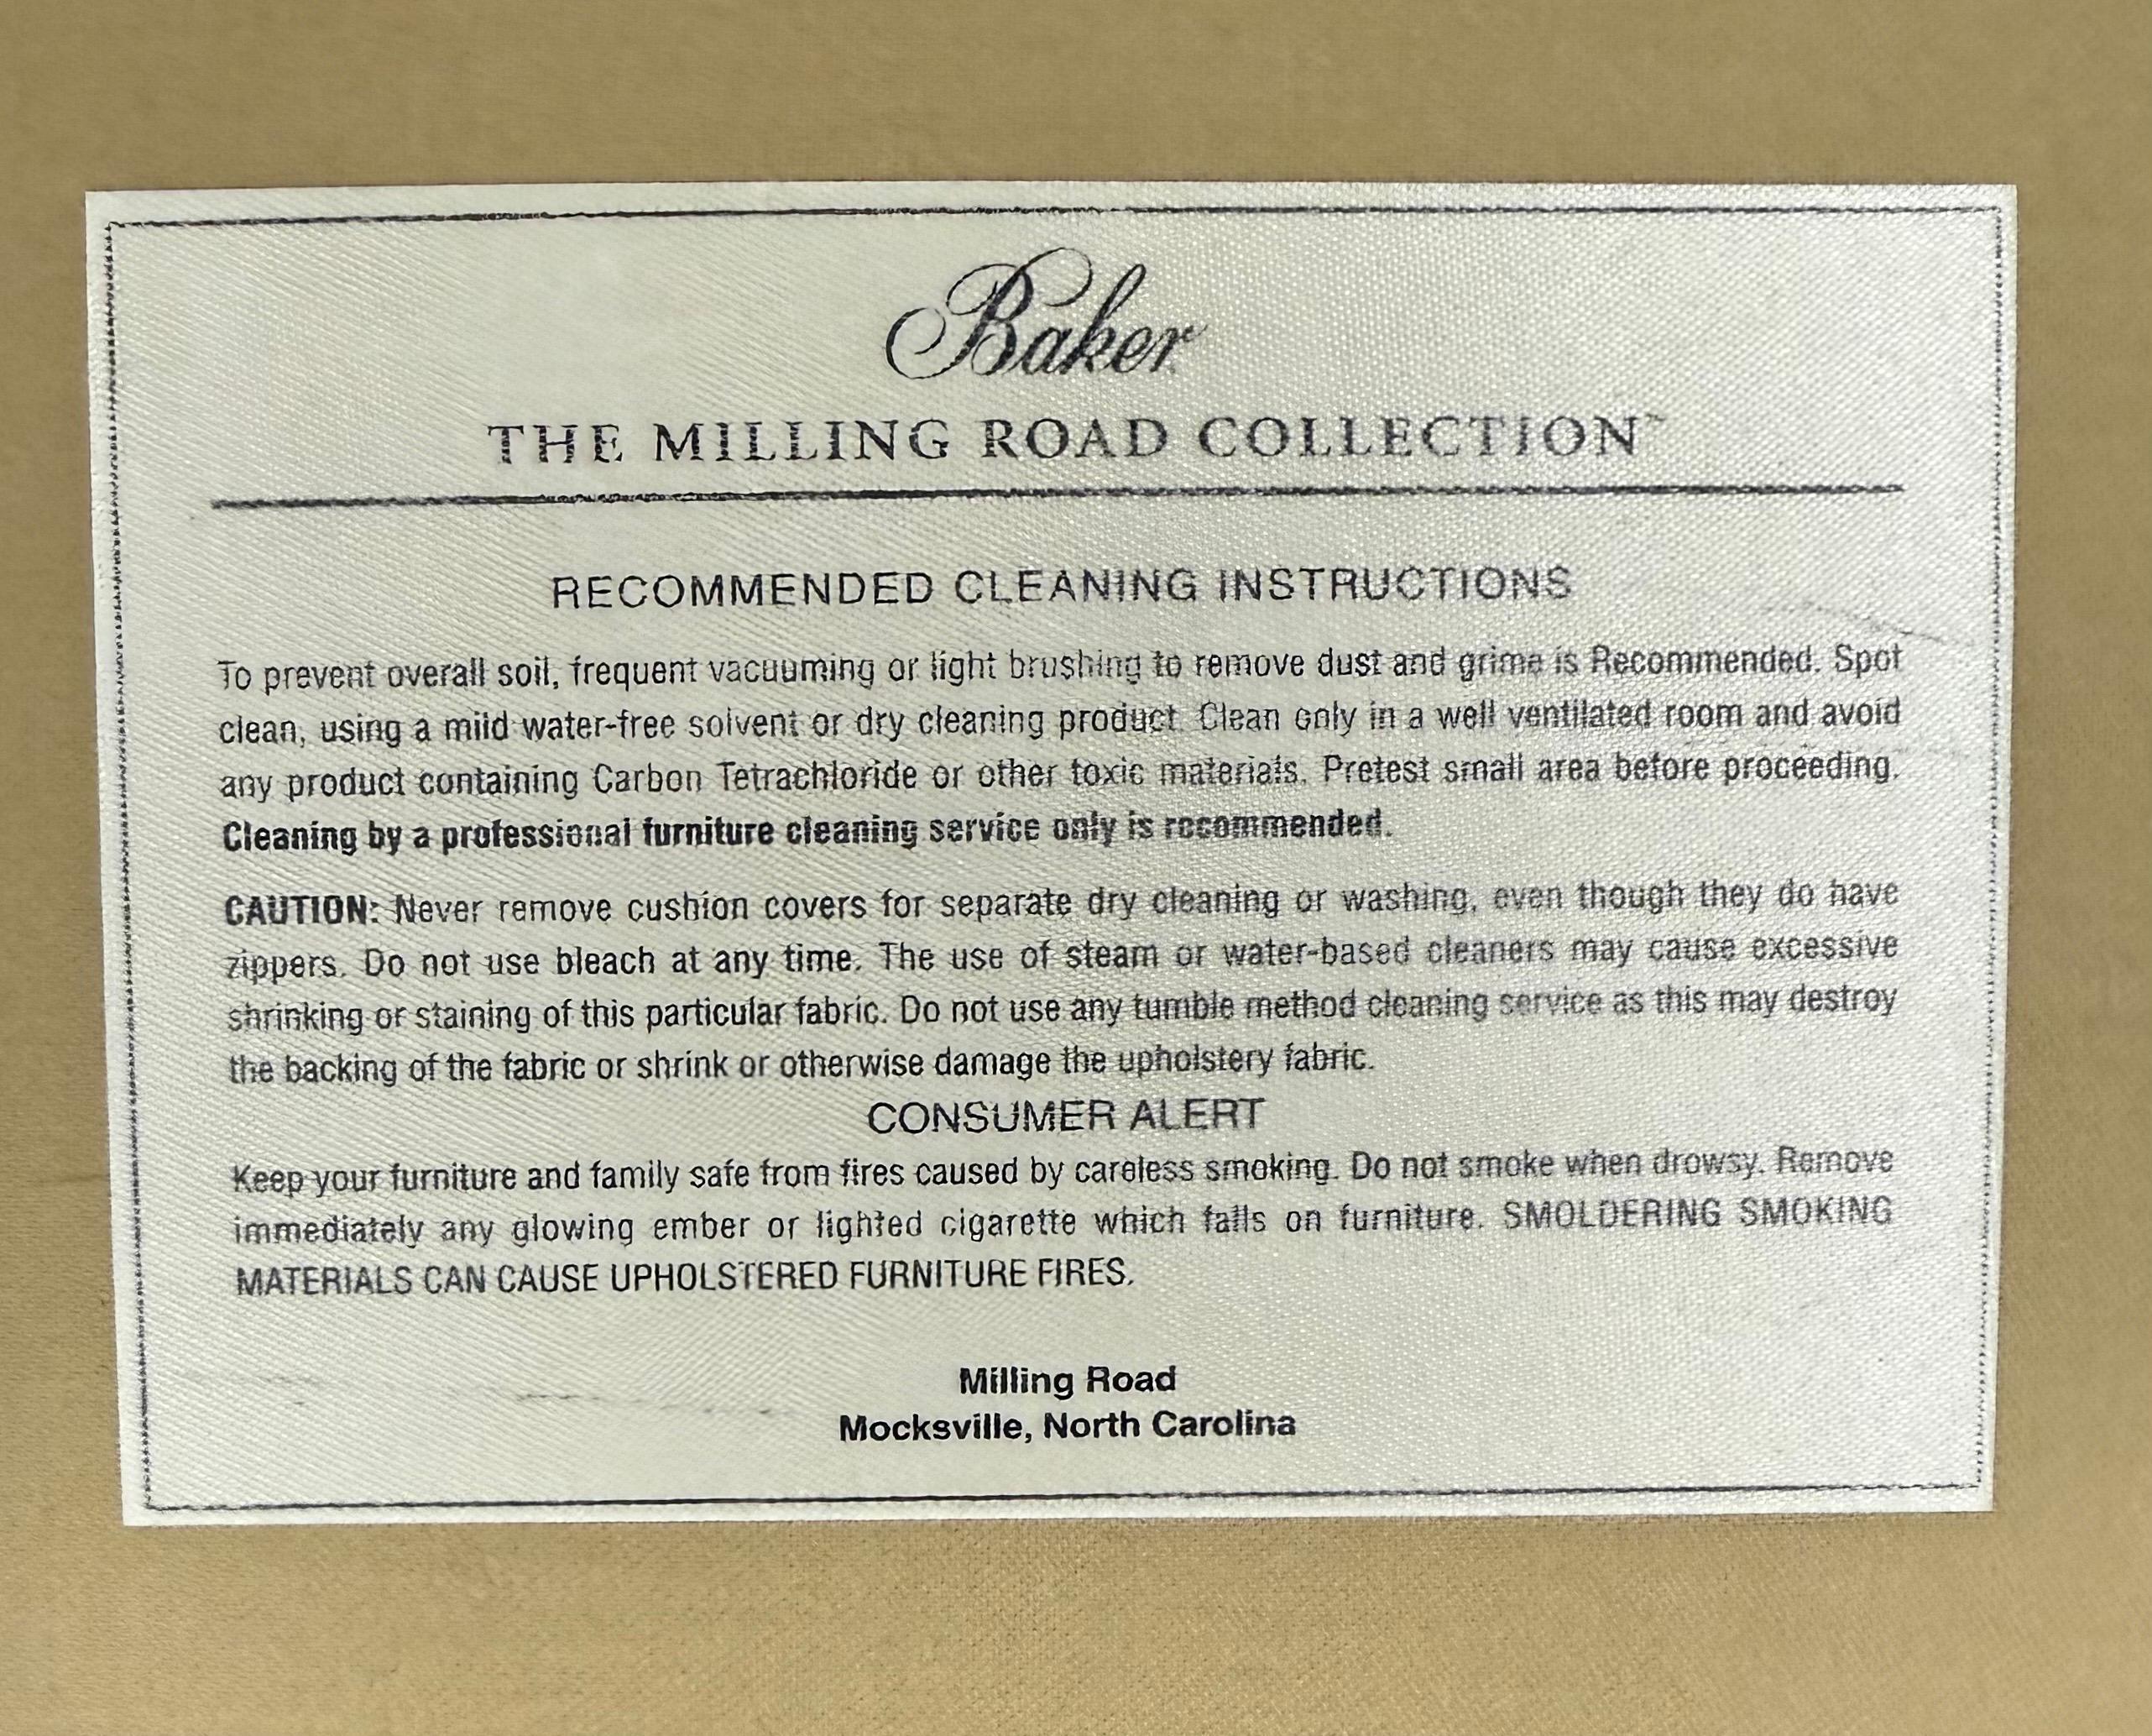 Baker
THE MILLING ROAD COLLECTION™
RECOMMENDED CLEANING INSTRUCTIONS
To prevent overall soil, frequent vacuuming or light brushing to remove dust and grime is Recommended. Spot
clean, using a mild water-free solvent or dry cleaning product. Clean only in a well ventilated room and avoid
any product containing Carbon Tetrachloride or other toxic materials. Pretest small area before proceeding.
Cleaning by a professional furniture cleaning service only is recommended.
CAUTION: Never remove cushion covers for separate dry cleaning or washing, even though they do have
zippers. Do not use bleach at any time. The use of steam or water-based cleaners may cause excessive
shrinking or staining of this particular fabric. Do not use any tumble method cleaning service as this may destroy
the backing of the fabric or shrink or otherwise damage the upholstery fabric.
CONSUMER ALERT
Keep your furniture and family safe from fires caused by careless smoking. Do not smoke when drowsy. Remove
immediately any glowing ember or lighted cigarette which falls on furniture. SMOLDERING SMOKING
MATERIALS CAN CAUSE UPHOLSTERED FURNITURE FIRES.
Milling Road
Mocksville, North Carolina